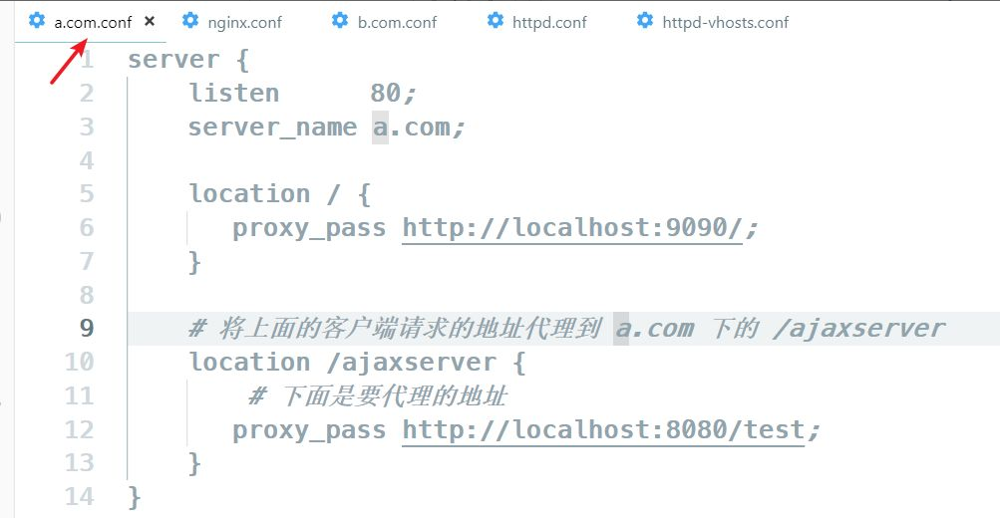 a.com.conf × nginx.conf b.com.conf httpd.conf httpd-vhosts.conf
1 server {
2 listen 80;
3 server_name a.com;
4
5 location / {
6 proxy_pass http://localhost:9090/;
7 }
8
9 # 将上面的客户端请求的地址代理到 a.com 下的 /ajaxserver
10 location /ajaxserver {
11 # 下面是要代理的地址
12 proxy_pass http://localhost:8080/test;
13 }
14 }